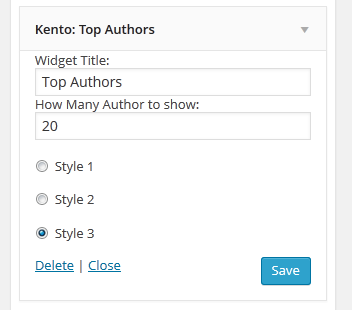 Kento: Top Authors
Widget Title:
Top Authors
How Many Author to show:
20
Style 1
Style 2
Style 3
Delete | Close
Save